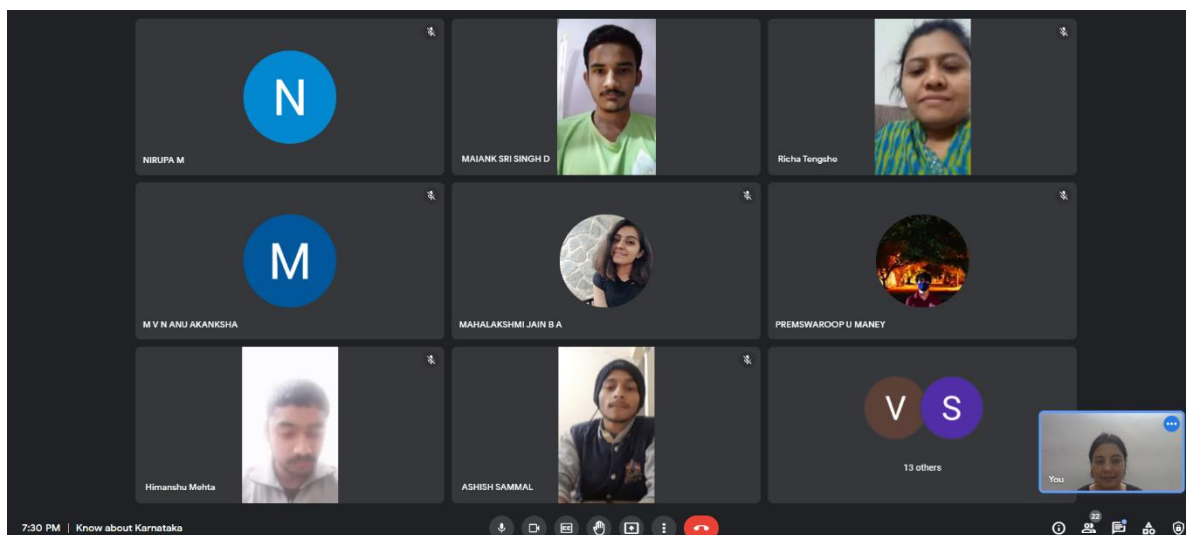 N
NIRUPA M
MAIANK SRI SINGH D
Richa Tengshe
M
M V N ANU AKANKSHA
MAHALAKSHMI JAIN B A
PREMSWAROOP U MANEY
Himanshu Mehta
ASHISH SAMMAL
V S
13 others
You
7:30 PM | Know about Karnataka
CC
22